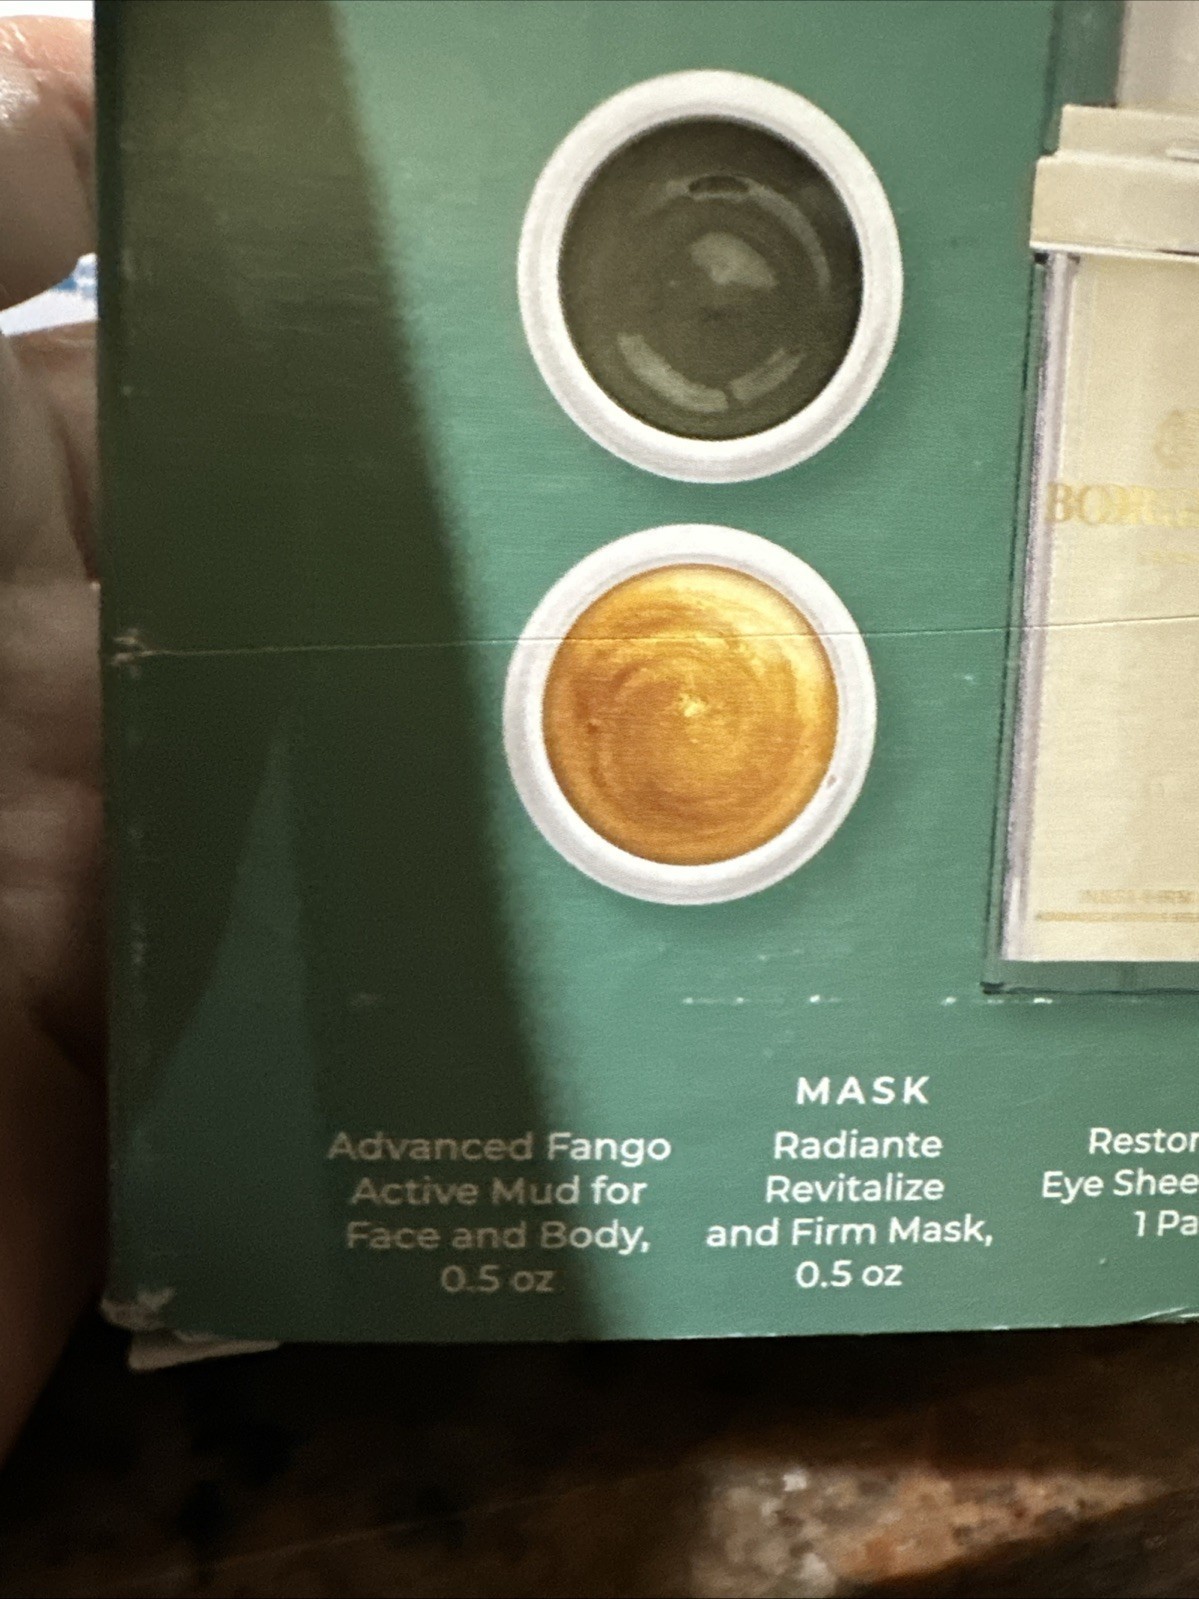 MASK
Advanced Fango
Active Mud for
Face and Body,
0.5 oz
Radiante
Revitalize
and Firm Mask,
0.5 oz
Restor
Eye Shee
1 Pa